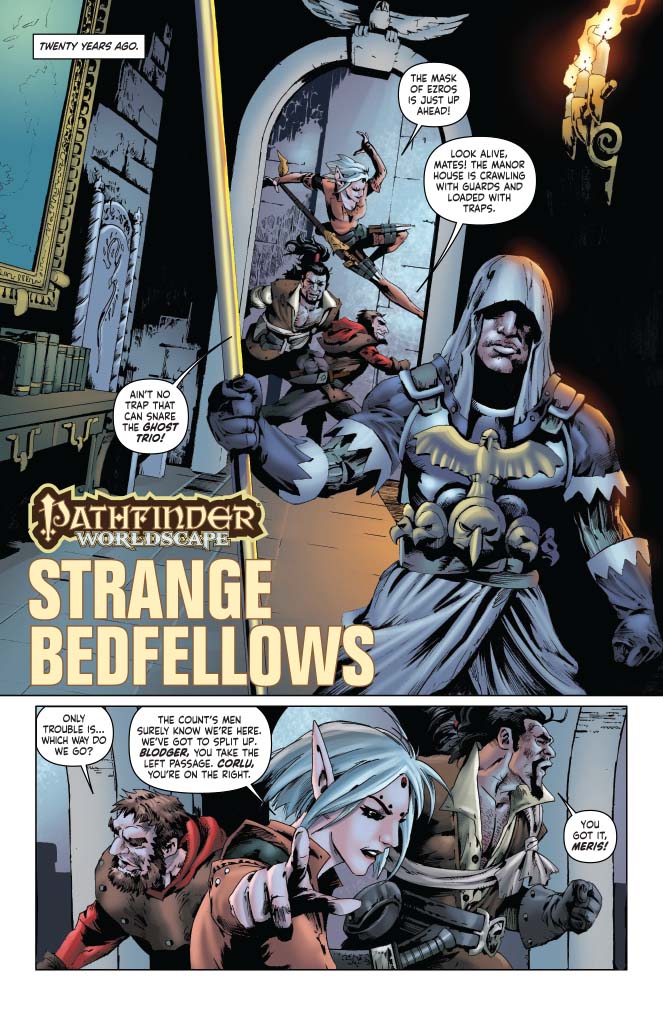 TWENTY YEARS AGO.
THE MASK
OF EZROS
IS JUST UP
AHEAD!
LOOK ALIVE,
MATES! THE MANOR
HOUSE IS CRAWLING
WITH GUARDS AND
LOADED WITH
TRAPS.
AIN'T NO
TRAP THAT
CAN SNARE
THE GHOST
TRIO!
PATHFINDER
WORLDSCAPE
STRANGE
BEDFELLOWS
ONLY
TROUBLE IS...
WHICH WAY DO
WE GO?
THE COUNT'S MEN
SURELY KNOW WE'RE HERE.
WE'VE GOT TO SPLIT UP.
BLODGER, YOU TAKE THE
LEFT PASSAGE. CORLU,
YOU'RE ON THE RIGHT.
YOU
GOT IT,
MERIS!